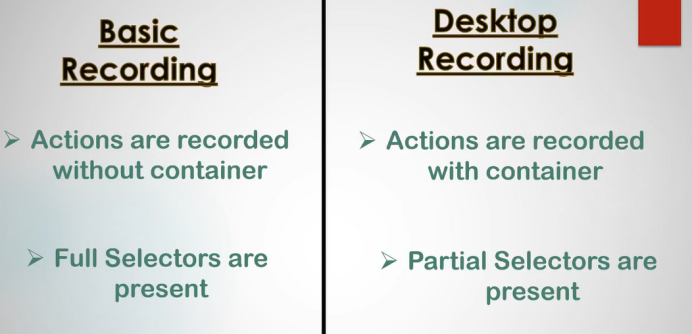 Basic
Recording
➢ Actions are recorded
without container
➢ Full Selectors are
present
Desktop
Recording
➢ Actions are recorded
with container
➢ Partial Selectors are
present